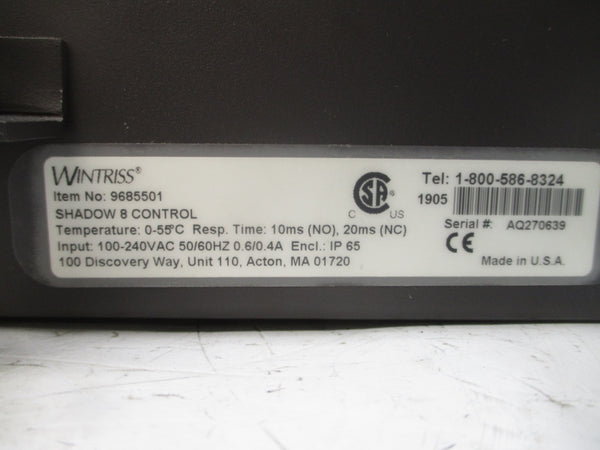 WINTRISS®
Item No: 9685501
SHADOW 8 CONTROL
Temperature: 0-55°C Resp. Time: 10ms (NO), 20ms (NC)
Input: 100-240VAC 50/60HZ 0.6/0.4A Encl.: IP 65
100 Discovery Way, Unit 110, Acton, MA 01720
CSA
C US
Tel: 1-800-586-8324
1905
Serial #: AQ270639
CE
Made in U.S.A.